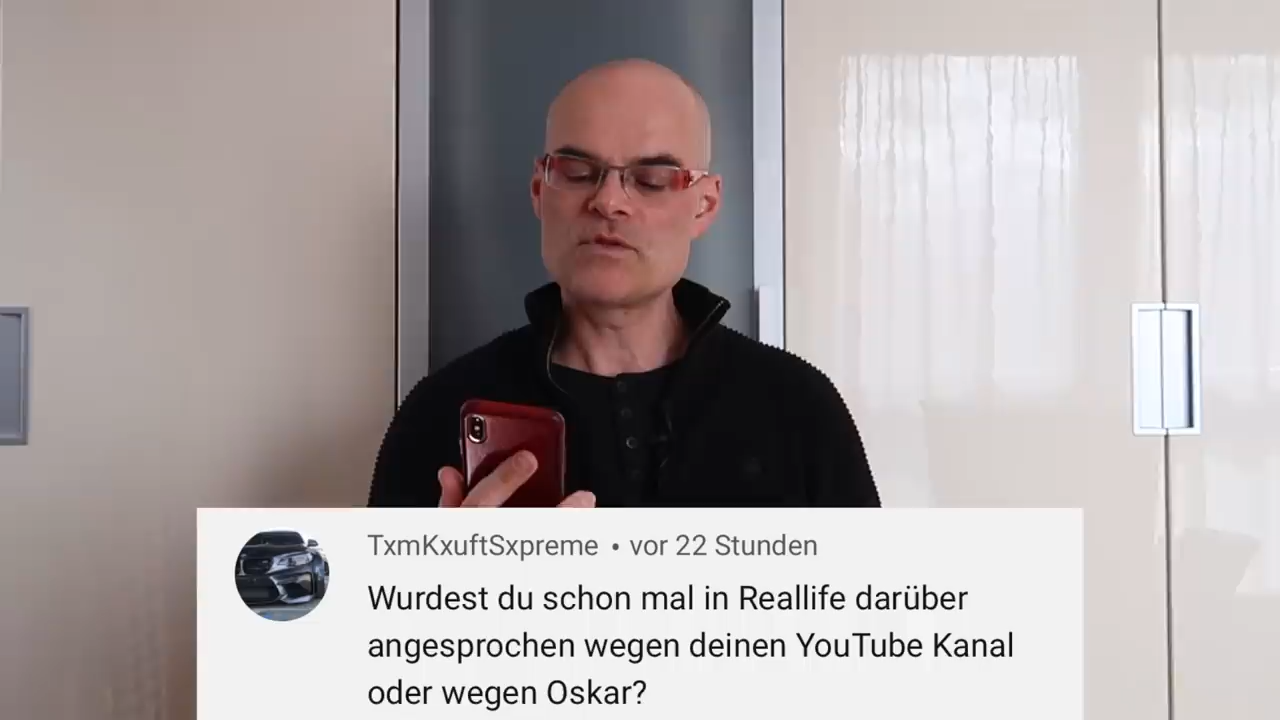 TxmKxuftSxpreme • vor 22 Stunden
Wurdest du schon mal in Reallife darüber
angesprochen wegen deinen YouTube Kanal
oder wegen Oskar?